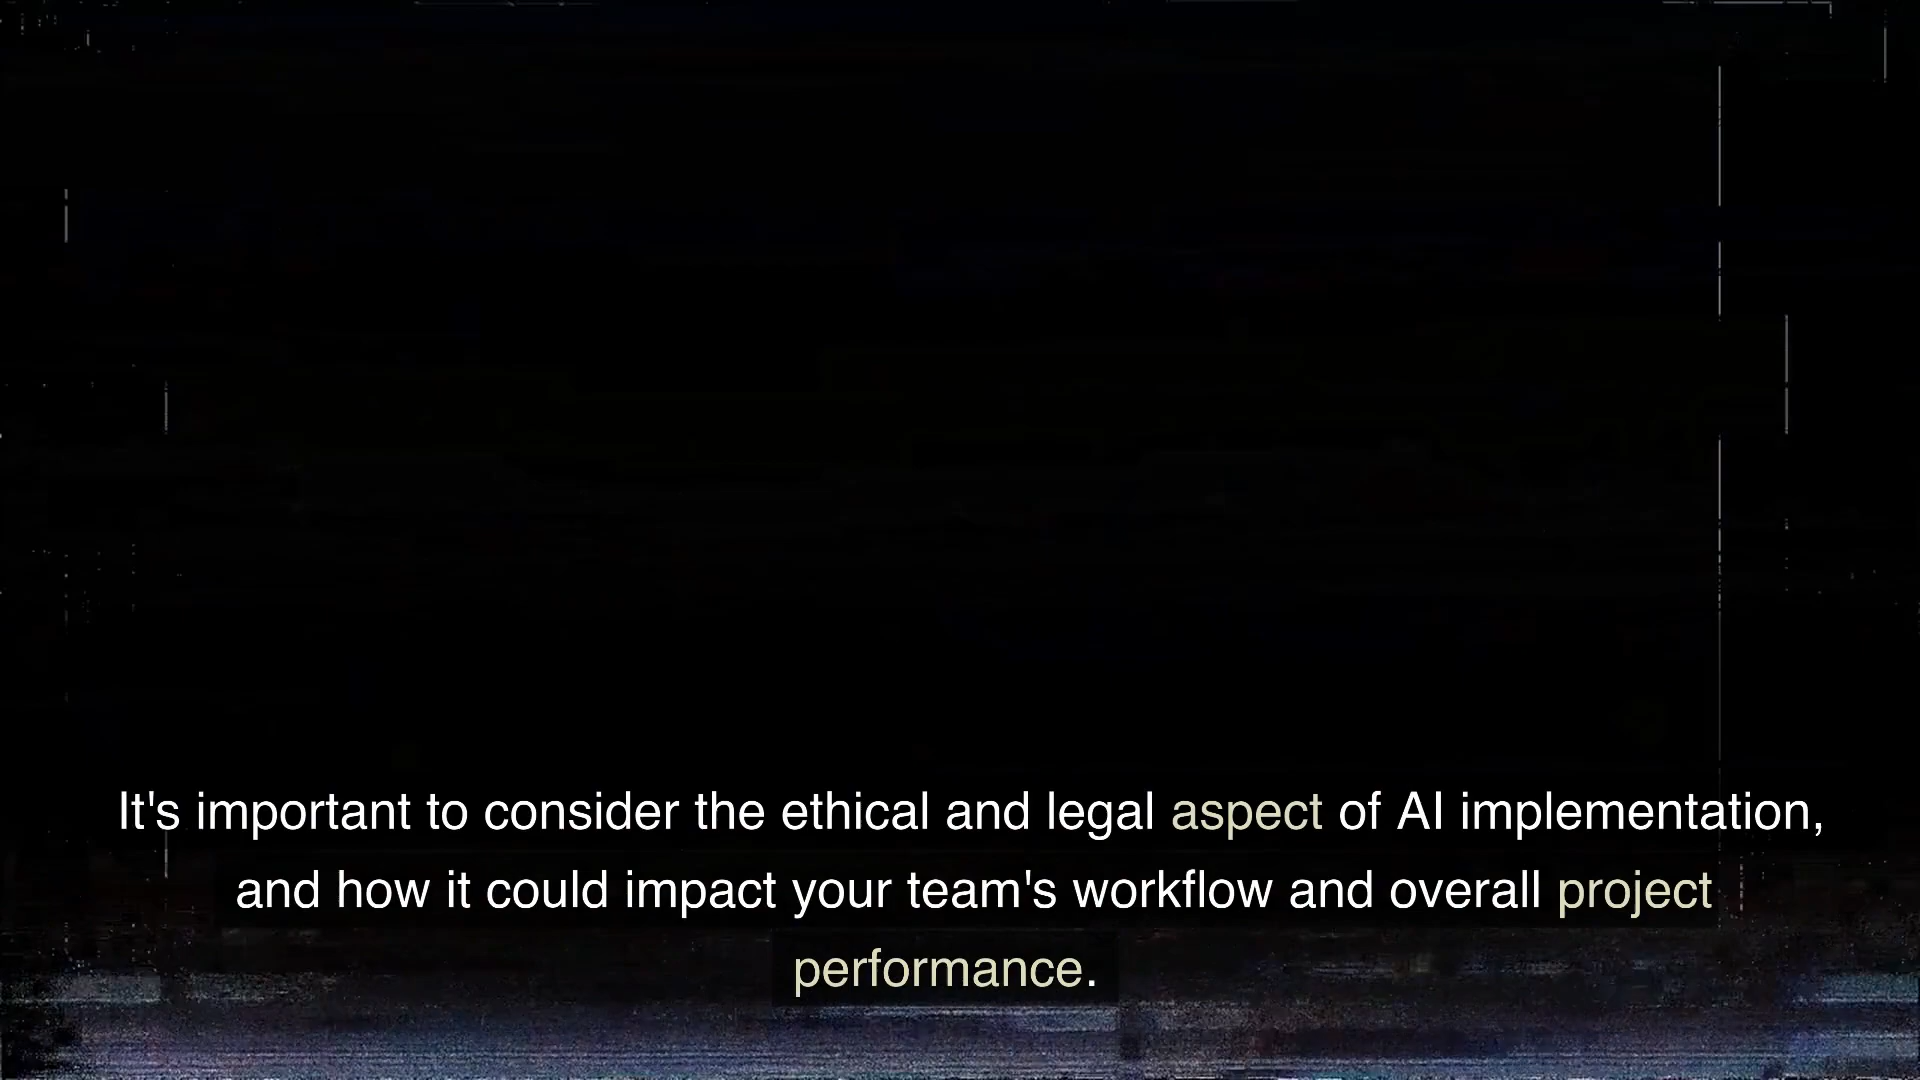 It's important to consider the ethical and legal aspect of AI implementation,
and how it could impact your team's workflow and overall project
performance.